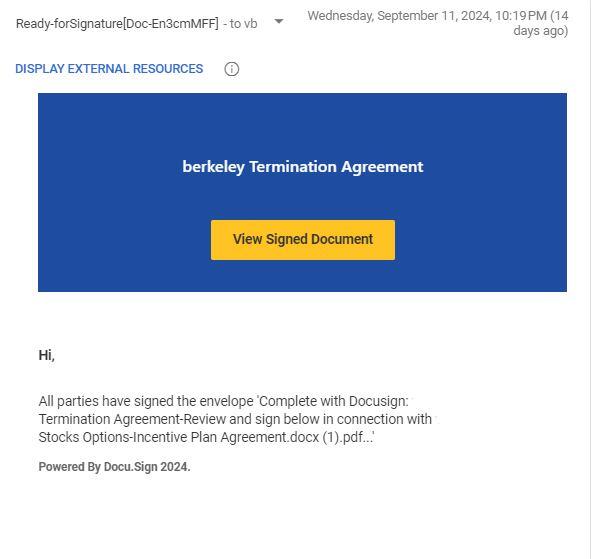 Ready-forSignature[Doc-En3cmMFF] - to vb
Wednesday, September 11, 2024, 10:19 PM (14
days ago)
DISPLAY EXTERNAL RESOURCES
berkeley Termination Agreement
View Signed Document
Hi,
All parties have signed the envelope 'Complete with Docusign:
Termination Agreement-Review and sign below in connection with
Stocks Options-Incentive Plan Agreement.docx (1).pdf...'
Powered By Docu.Sign 2024.